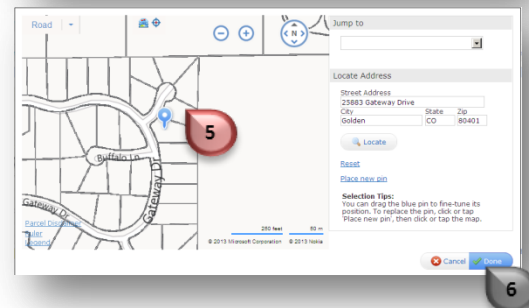 Road
N
Jump to
Locate Address
Street Address
25883 Gateway Drive
City State Zip
Golden CO 80401
Locate
Reset
Place new pin
Selection Tips:
You can drag the blue pin to fine-tune its
position. To replace the pin, click or tap
'Place new pin', then click or tap the map.
5
Buffalo Ln
Gateway Dr
Gateway Dr
Parcel Disclaimer
Ruler
Legend
250 feet 50 m
© 2013 Microsoft Corporation © 2013 Nokia
Cancel Done
6